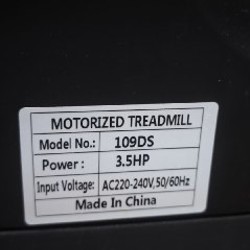 MOTORIZED TREADMILL
Model No.: 109DS
Power : 3.5HP
Input Voltage: AC220-240V,50/60Hz
Made In China